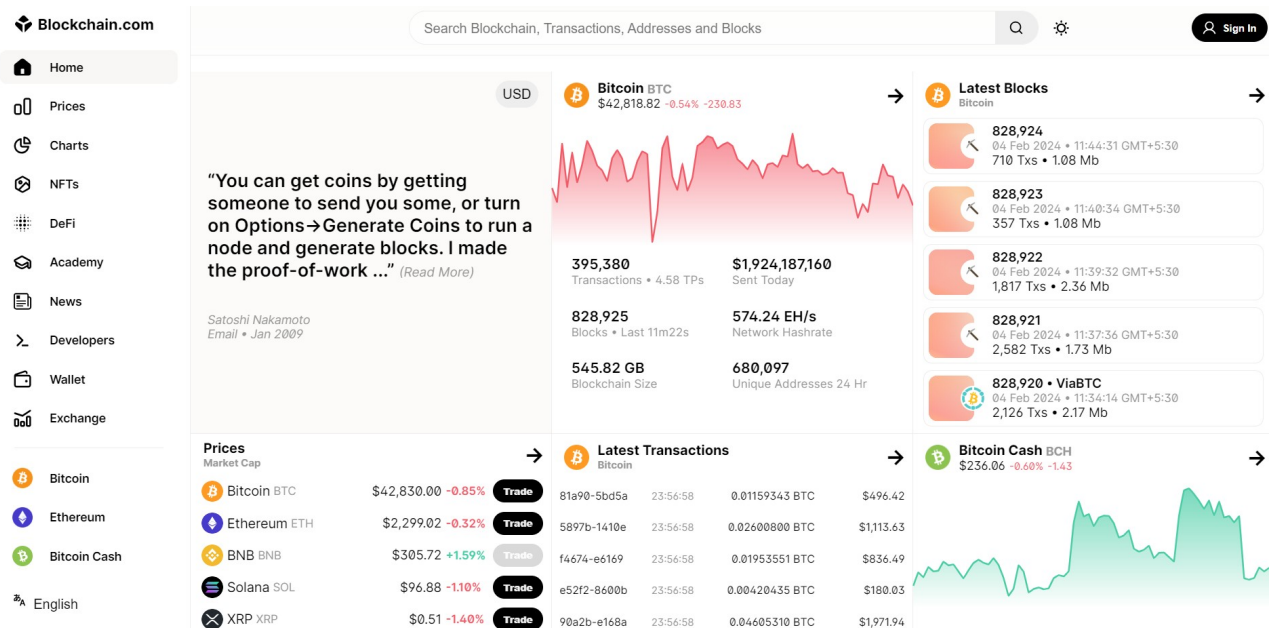 Blockchain.com
Search Blockchain, Transactions, Addresses and Blocks
Sign In
Home
Prices
Charts
NFTs
DeFi
Academy
News
Developers
Wallet
Exchange
Bitcoin
Ethereum
Bitcoin Cash
English
USD
“You can get coins by getting
someone to send you some, or turn
on Options→Generate Coins to run a
node and generate blocks. I made
the proof-of-work ...” (Read More)
Satoshi Nakamoto
Email • Jan 2009
Bitcoin BTC
$42,818.82 -0.54% -230.83
395,380
Transactions • 4.58 TPs
$1,924,187,160
Sent Today
828,925
Blocks • Last 11m22s
574.24 EH/s
Network Hashrate
545.82 GB
Blockchain Size
680,097
Unique Addresses 24 Hr
Latest Blocks
Bitcoin
828,924
04 Feb 2024 • 11:44:31 GMT+5:30
710 Txs • 1.08 Mb
828,923
04 Feb 2024 • 11:40:34 GMT+5:30
357 Txs • 1.08 Mb
828,922
04 Feb 2024 • 11:39:32 GMT+5:30
1,817 Txs • 2.36 Mb
828,921
04 Feb 2024 • 11:37:36 GMT+5:30
2,582 Txs • 1.73 Mb
828,920 • ViaBTC
04 Feb 2024 • 11:34:14 GMT+5:30
2,126 Txs • 2.17 Mb
Prices
Market Cap
Bitcoin BTC $42,830.00 -0.85% Trade
Ethereum ETH $2,299.02 -0.32% Trade
BNB BNB $305.72 +1.59% Trade
Solana SOL $96.88 -1.10% Trade
XRP XRP $0.51 -1.40% Trade
Latest Transactions
Bitcoin
81a90-5bd5a 23:56:58 0.01159343 BTC $496.42
5897b-1410e 23:56:58 0.02600800 BTC $1,113.63
f4674-e6169 23:56:58 0.01953551 BTC $836.49
e52f2-8600b 23:56:58 0.00420435 BTC $180.03
90a2b-e168a 23:56:58 0.04605310 BTC $1,971.94
Bitcoin Cash BCH
$236.06 -0.60% -1.43